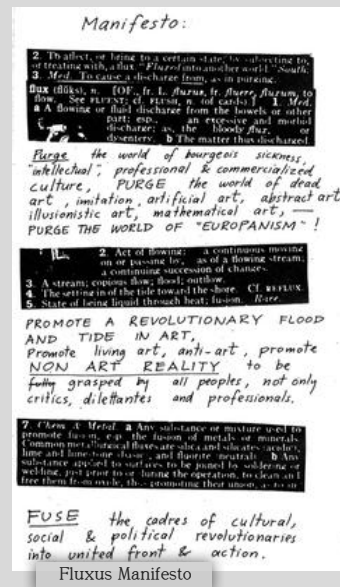 Manifesto:
2. To affect, or bring to a certain state, by subjecting to,
or treating with, a flux. "Fluxed into another world." South.
3. Med. To cause a discharge from, as in purging.
flux (flŭks), n. [OF., fr. L. fluxus, fr. fluere, fluxum, to
flow. See FLUENT; cf. FLUSH, n. (of cards).] 1. Med.
a A flowing or fluid discharge from the bowels or other
part; esp., an excessive and morbid
discharge; as, the bloody flux, or
dysentery. b The matter thus discharged.
Purge the world of bourgeois sickness,
"intellectual", professional & commercialized
culture, PURGE the world of dead
art, imitation, artificial art, abstract art,
illusionistic art, mathematical art, —
PURGE THE WORLD OF "EUROPANISM"!
2. Act of flowing: a continuous moving
on or passing by, as of a flowing stream;
a continuing succession of changes.
3. A stream; copious flow; flood; outflow.
4. The setting in of the tide toward the shore. Cf. REFLUX.
5. State of being liquid through heat; fusion. Rare.
PROMOTE A REVOLUTIONARY FLOOD
AND TIDE IN ART,
Promote living art, anti-art, promote
NON ART REALITY to be
fully grasped by all peoples, not only
critics, dilettantes and professionals.
7. Chem. & Metal. a Any substance or mixture used to
promote fusion, esp. the fusion of metals or minerals.
Common metallurgical fluxes are silica and silicates (acidic),
lime and limestone (basic), and fluorite (neutral). b Any
substance applied to surfaces to be joined by soldering or
welding, just prior to or during the operation, to clean and
free them from oxide, thus promoting their union, as rosin.
FUSE the cadres of cultural,
social & political revolutionaries
into united front & action.
Fluxus Manifesto